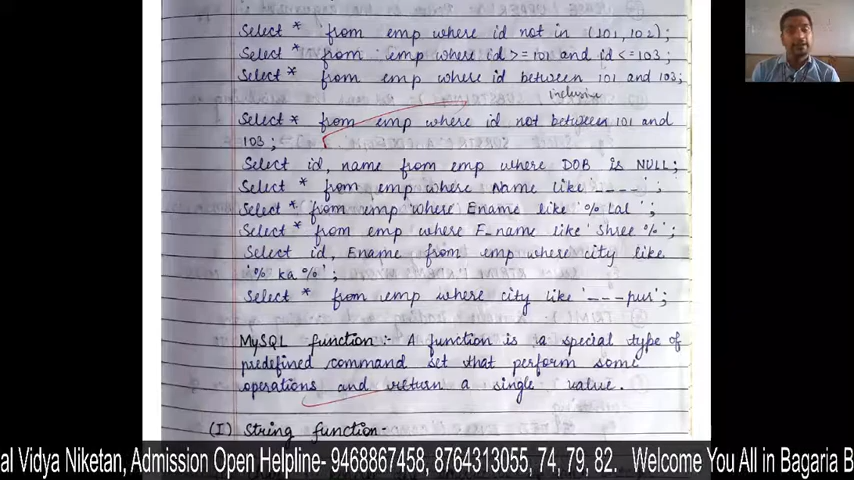 Select * from emp where id not in (101, 102);
Select * from emp where id >= 101 and id <= 103;
Select * from emp where id between 101 and 103;
inclusive
Select * from emp where id not between 101 and
103;
Select id, name from emp where DOB is NULL;
Select * from emp where Name like '_ _ _ _';
Select * from emp where Ename like '% Lal';
Select * from emp where E_name like 'Shree %';
Select id, Ename from emp where city like
'% ka %';
Select * from emp where city like '_ _ _ pur';
MySQL function :- A function is a special type of
predefined command set that perform some
operations and return a single value.
(I) String function-
al Vidya Niketan, Admission Open Helpline- 9468867458, 8764313055, 74, 79, 82. Welcome You All in Bagaria B